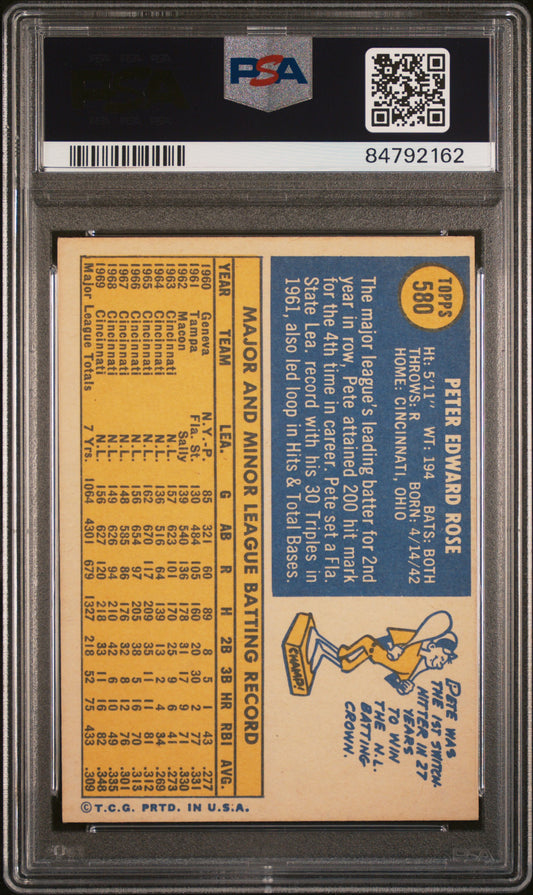 PSA
84792162
TOPPS
580
PETER EDWARD ROSE
Ht: 5'11" WT: 194 BATS: BOTH
THROWS: R BORN: 4/14/42
HOME: CINCINNATI, OHIO
The major league's leading batter for 2nd
year in row, Pete attained 200 hit mark
for the 4th time in career. Pete set a Fla.
State Lea. record with his 30 Triples in
1961, also led loop in Hits & Total Bases.
PETE WAS
THE 1ST SWITCH-
HITTER IN 27
YEARS
TO WIN
THE N.L.
BATTING
CROWN.
CHAMP!
MAJOR AND MINOR LEAGUE BATTING RECORD
YEAR TEAM LEA. G AB R H 2B 3B HR RBI AVG.
1960 Geneva N.Y.-P. 85 321 60 89 8 5 1 43 .277
1961 Tampa Fla. St. 130 484 105 160 20 30 2 77 .331
1962 Macon Sally 139 540 136 178 31 17 9 71 .330
1963 Cincinnati N.L. 157 623 101 170 25 9 6 41 .273
1964 Cincinnati N.L. 136 516 64 139 13 2 4 34 .269
1965 Cincinnati N.L. 162 670 117 209 35 11 11 81 .312
1966 Cincinnati N.L. 156 654 97 205 38 5 16 70 .313
1967 Cincinnati N.L. 148 585 86 176 32 8 12 76 .301
1968 Cincinnati N.L. 149 626 94 210 42 6 10 49 .335
1969 Cincinnati N.L. 156 627 120 218 33 11 16 82 .348
Major League Totals 7 Years. 1064 4301 679 1327 218 52 75 433 .309
© T.C.G. PRTD. IN U.S.A.